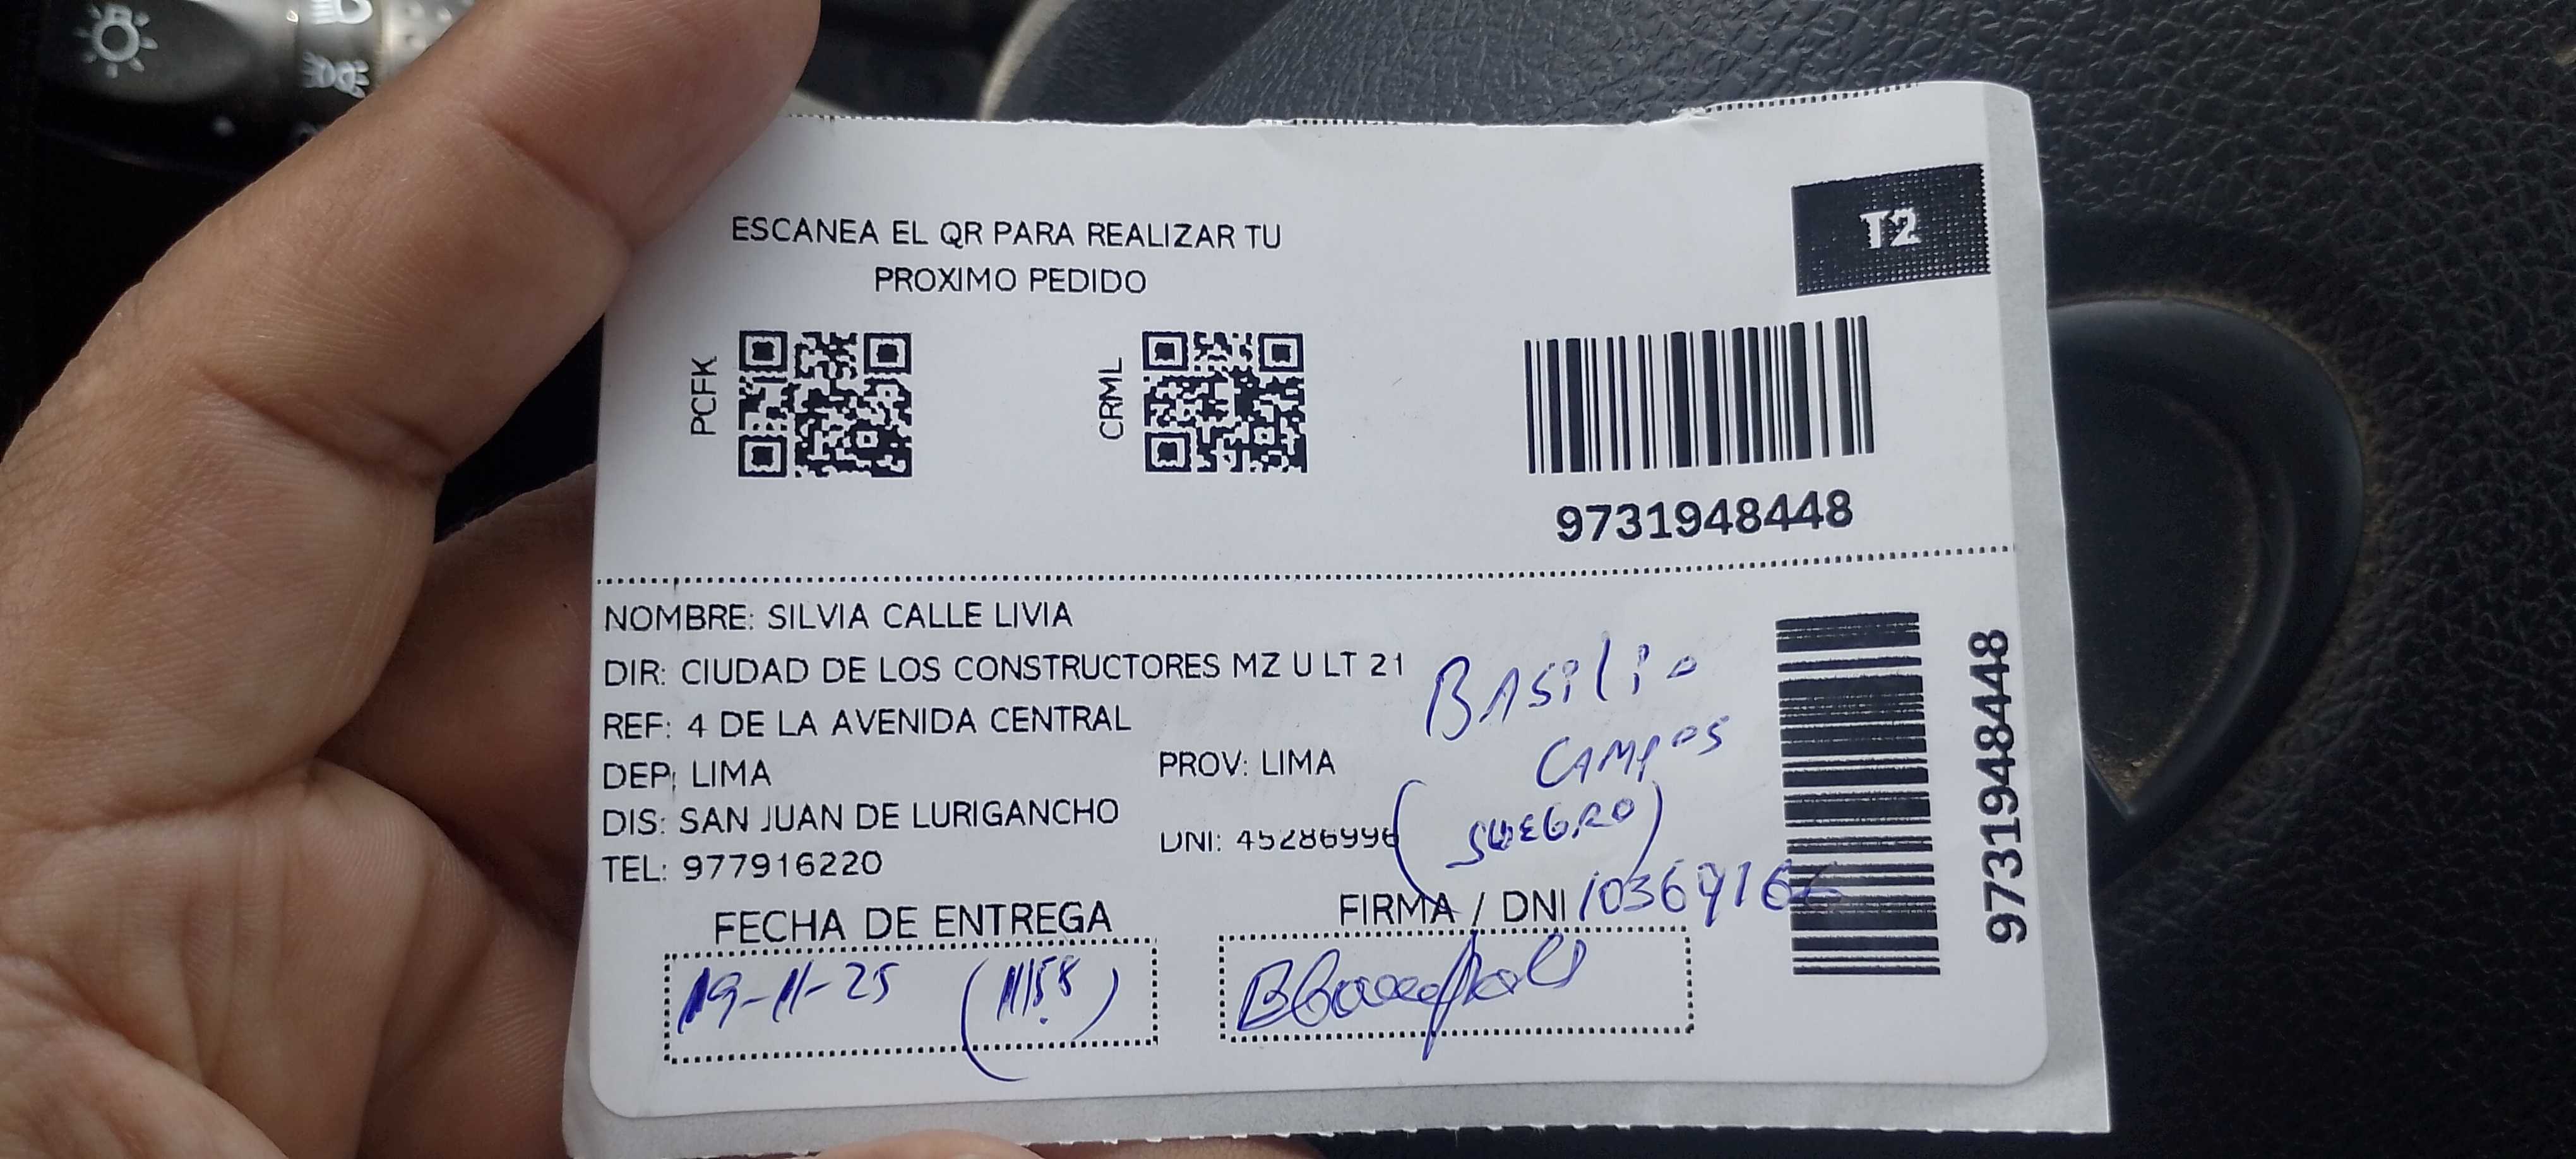 T2
ESCANEA EL QR PARA REALIZAR TU
PROXIMO PEDIDO
PCFK
CRML
9731948448
NOMBRE: SILVIA CALLE LIVIA
DIR: CIUDAD DE LOS CONSTRUCTORES MZ U LT 21
REF: 4 DE LA AVENIDA CENTRAL
DEP: LIMA PROV: LIMA
DIS: SAN JUAN DE LURIGANCHO
DNI: 45286996
TEL: 977916220
BASiliO
CAMPOS
(SUEGRO)
9731948448
FECHA DE ENTREGA
FIRMA / DNI
19-11-25 (11:58)